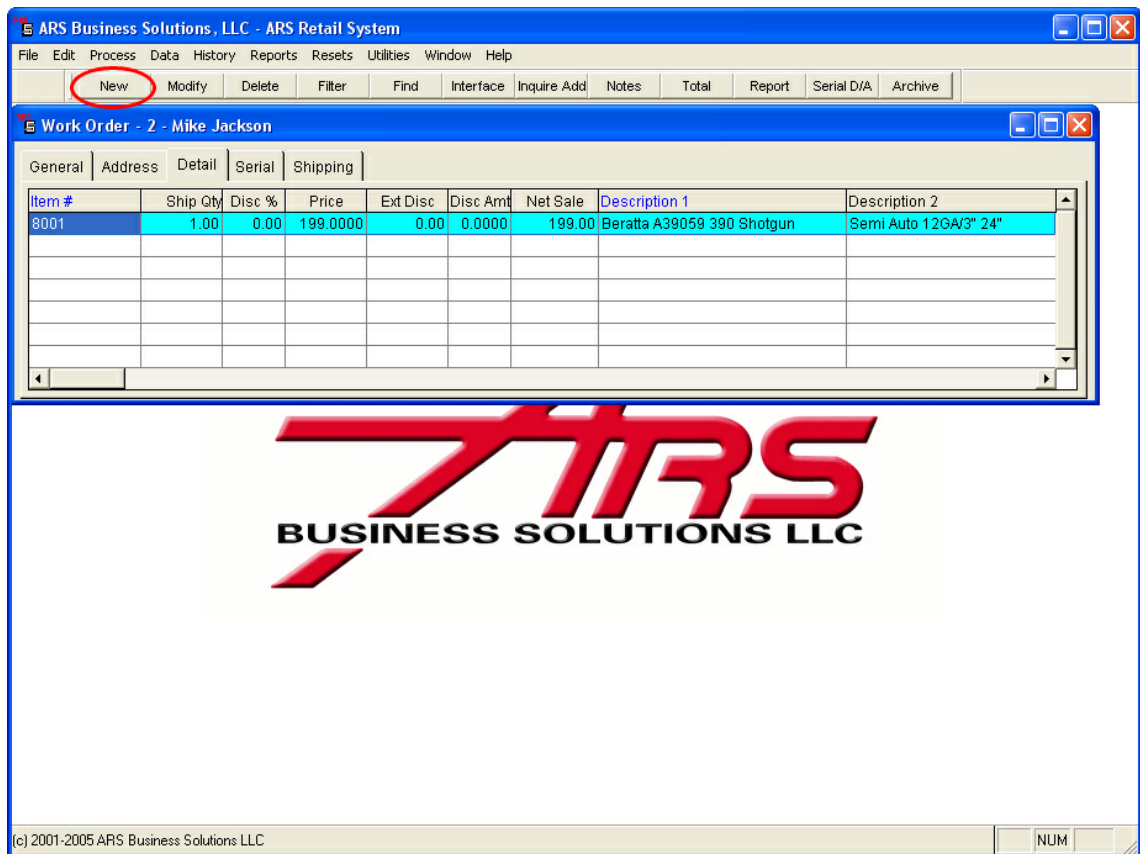 ARS Business Solutions, LLC - ARS Retail System
File Edit Process Data History Reports Resets Utilities Window Help
New Modify Delete Filter Find Interface Inquire Add Notes Total Report Serial D/A Archive
Work Order - 2 - Mike Jackson
General Address Detail Serial Shipping
Item # Ship Qty Disc % Price Ext Disc Disc Amt Net Sale Description 1 Description 2
8001 1.00 0.00 199.0000 0.00 0.0000 199.00 Beratta A39059 390 Shotgun Semi Auto 12GA/3" 24"
ARS
BUSINESS SOLUTIONS LLC
(c) 2001-2005 ARS Business Solutions LLC NUM